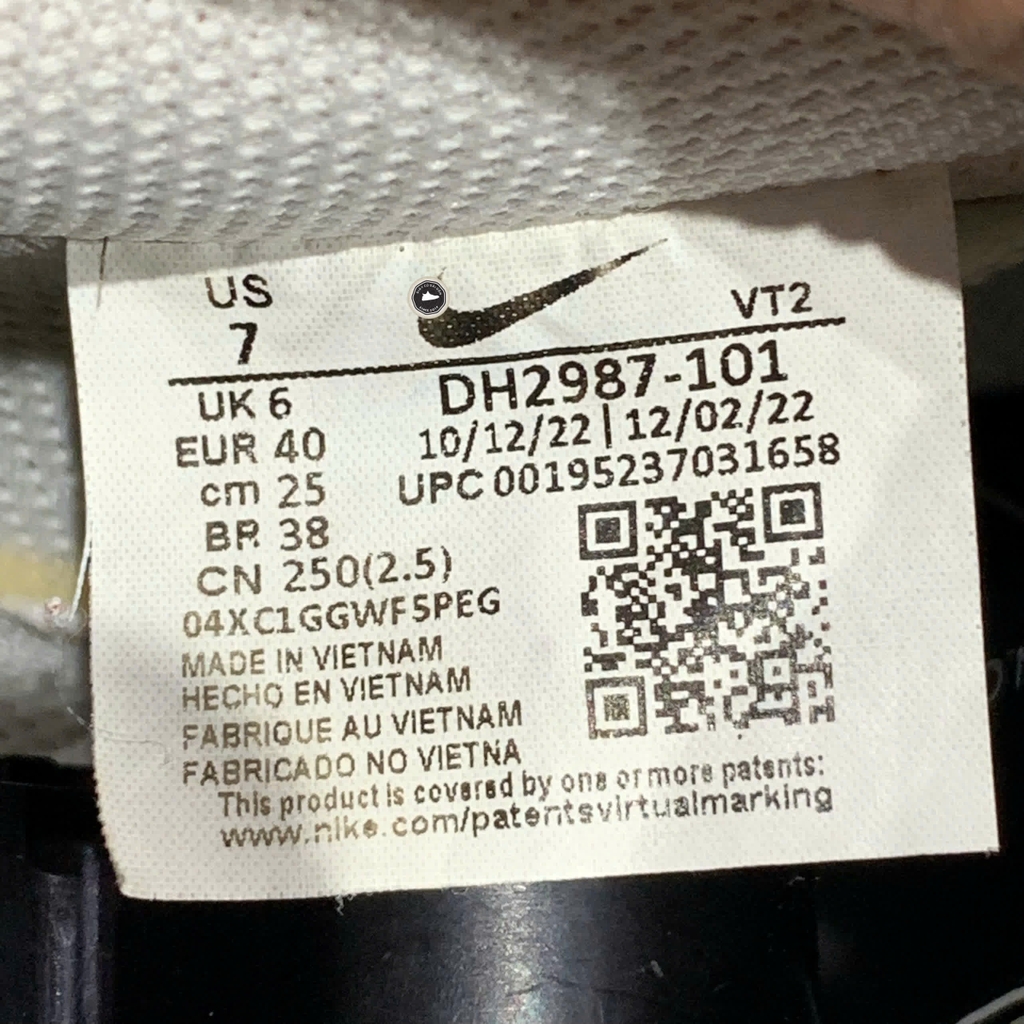 US
7
VT2
UK 6
EUR 40
cm 25
BR 38
CN 250(2.5)
DH2987-101
10/12/22 | 12/02/22
UPC 00195237031658
04XC1GGWF5PEG
MADE IN VIETNAM
HECHO EN VIETNAM
FABRIQUE AU VIETNAM
FABRICADO NO VIETNA
This product is covered by one or more patents:
www.nike.com/patentsvirtualmarking